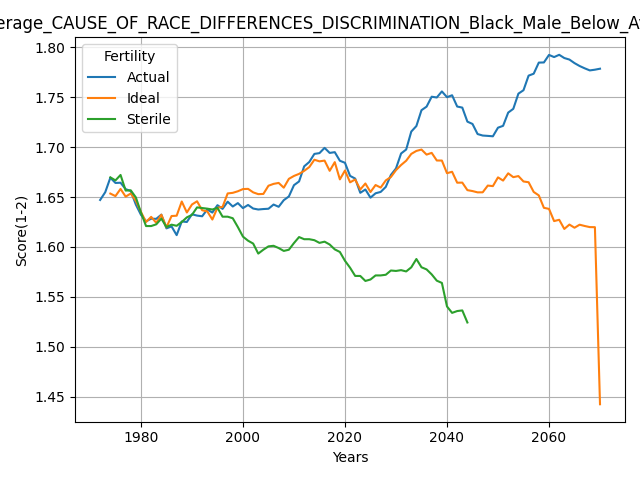 erage_CAUSE_OF_RACE_DIFFERENCES_DISCRIMINATION_Black_Male_Below_A
Fertility
Actual
Ideal
Sterile
1.80
1.75
1.70
1.65
1.60
1.55
1.50
1.45
Score(1-2)
1980
2000
2020
2040
2060
Years